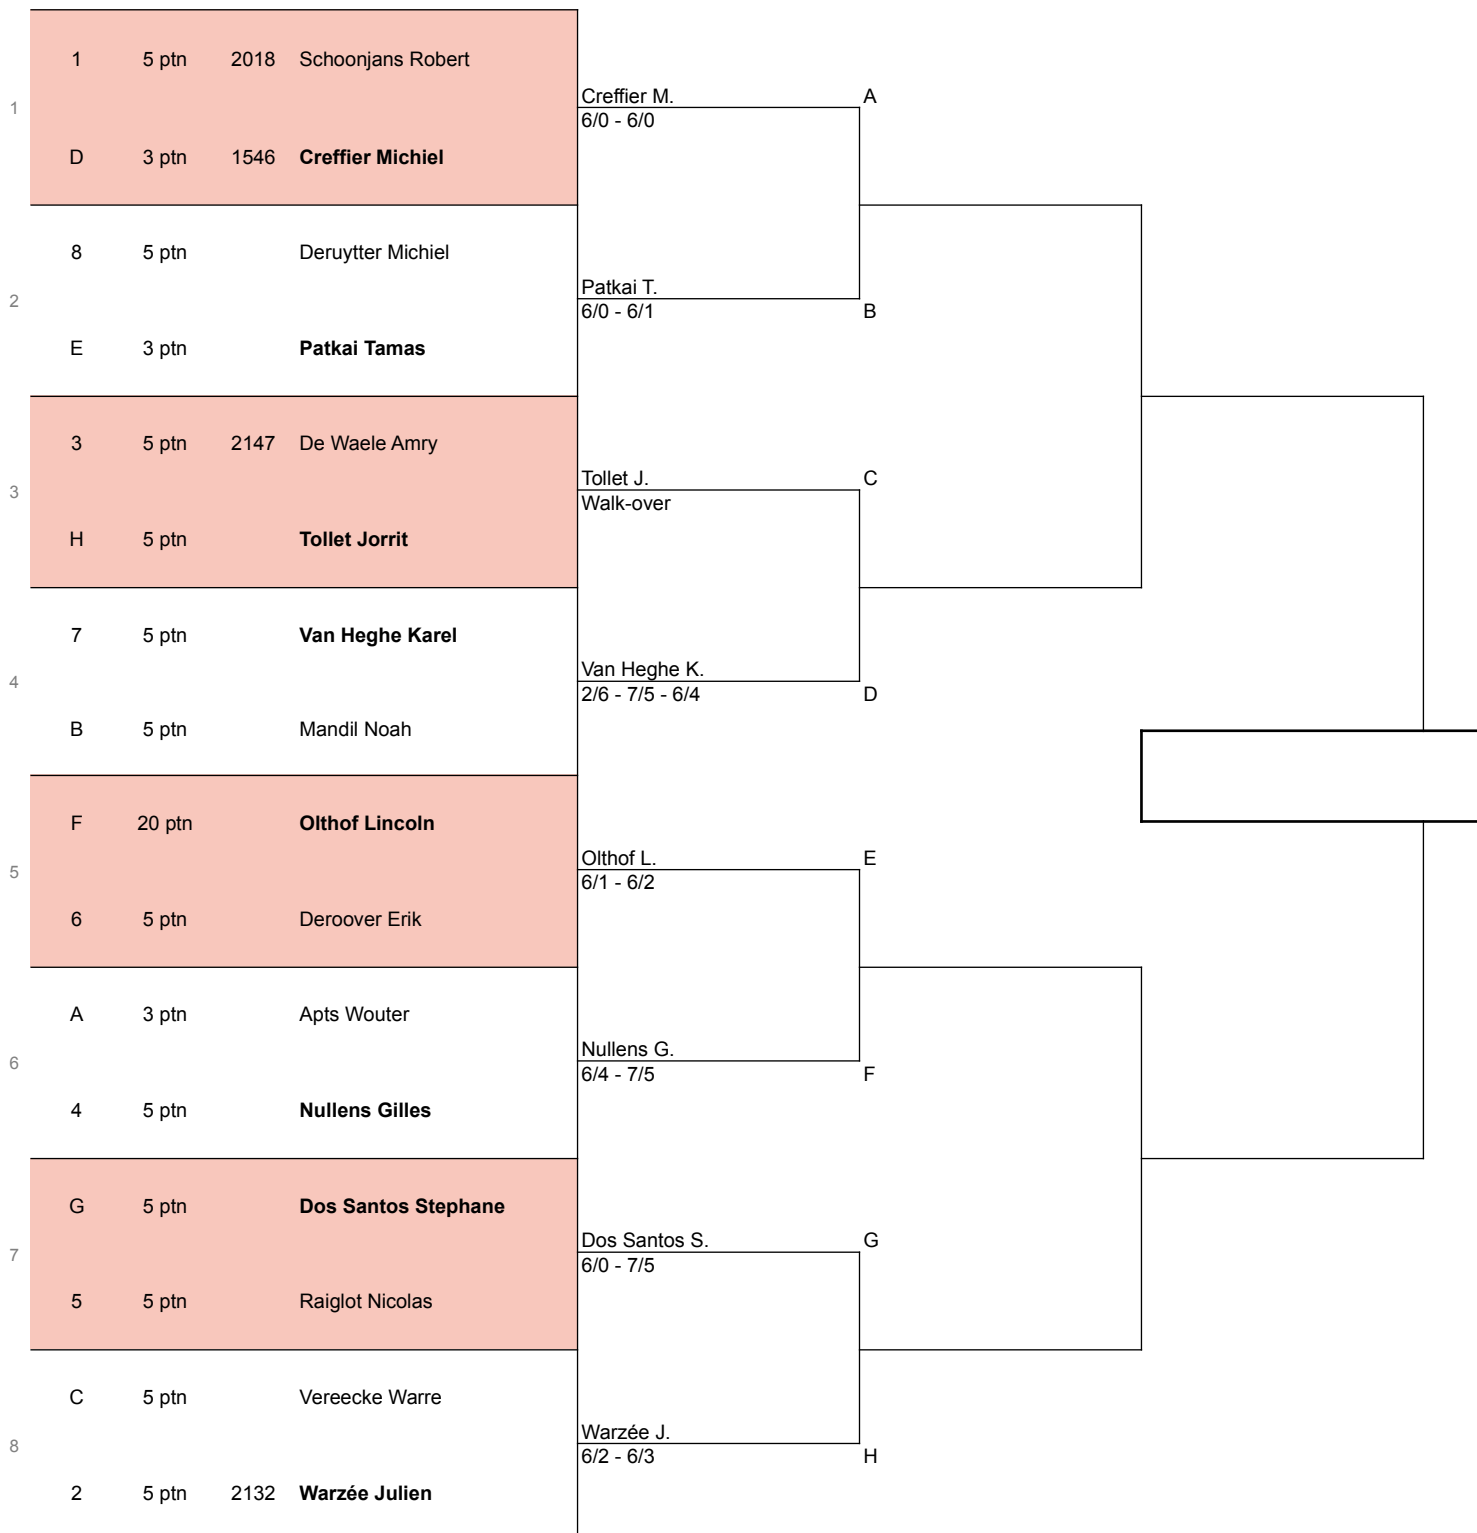 1 5 ptn 2018 Schoonjans Robert
Creffier M. A
1
6/0 - 6/0
D 3 ptn 1546 Creffier Michiel
8 5 ptn Deruytter Michiel
Patkai T.
2
6/0 - 6/1 B
E 3 ptn Patkai Tamas
3 5 ptn 2147 De Waele Amry
Tollet J. C
3
Walk-over
H 5 ptn Tollet Jorrit
7 5 ptn Van Heghe Karel
Van Heghe K.
4
2/6 - 7/5 - 6/4 D
B 5 ptn Mandil Noah
F 20 ptn Olthof Lincoln
Olthof L. E
5
6/1 - 6/2
6 5 ptn Deroover Erik
A 3 ptn Apts Wouter
Nullens G.
6
6/4 - 7/5 F
4 5 ptn Nullens Gilles
G 5 ptn Dos Santos Stephane
Dos Santos S. G
7
6/0 - 7/5
5 5 ptn Raiglot Nicolas
C 5 ptn Vereecke Warre
Warzée J.
8
6/2 - 6/3 H
2 5 ptn 2132 Warzée Julien